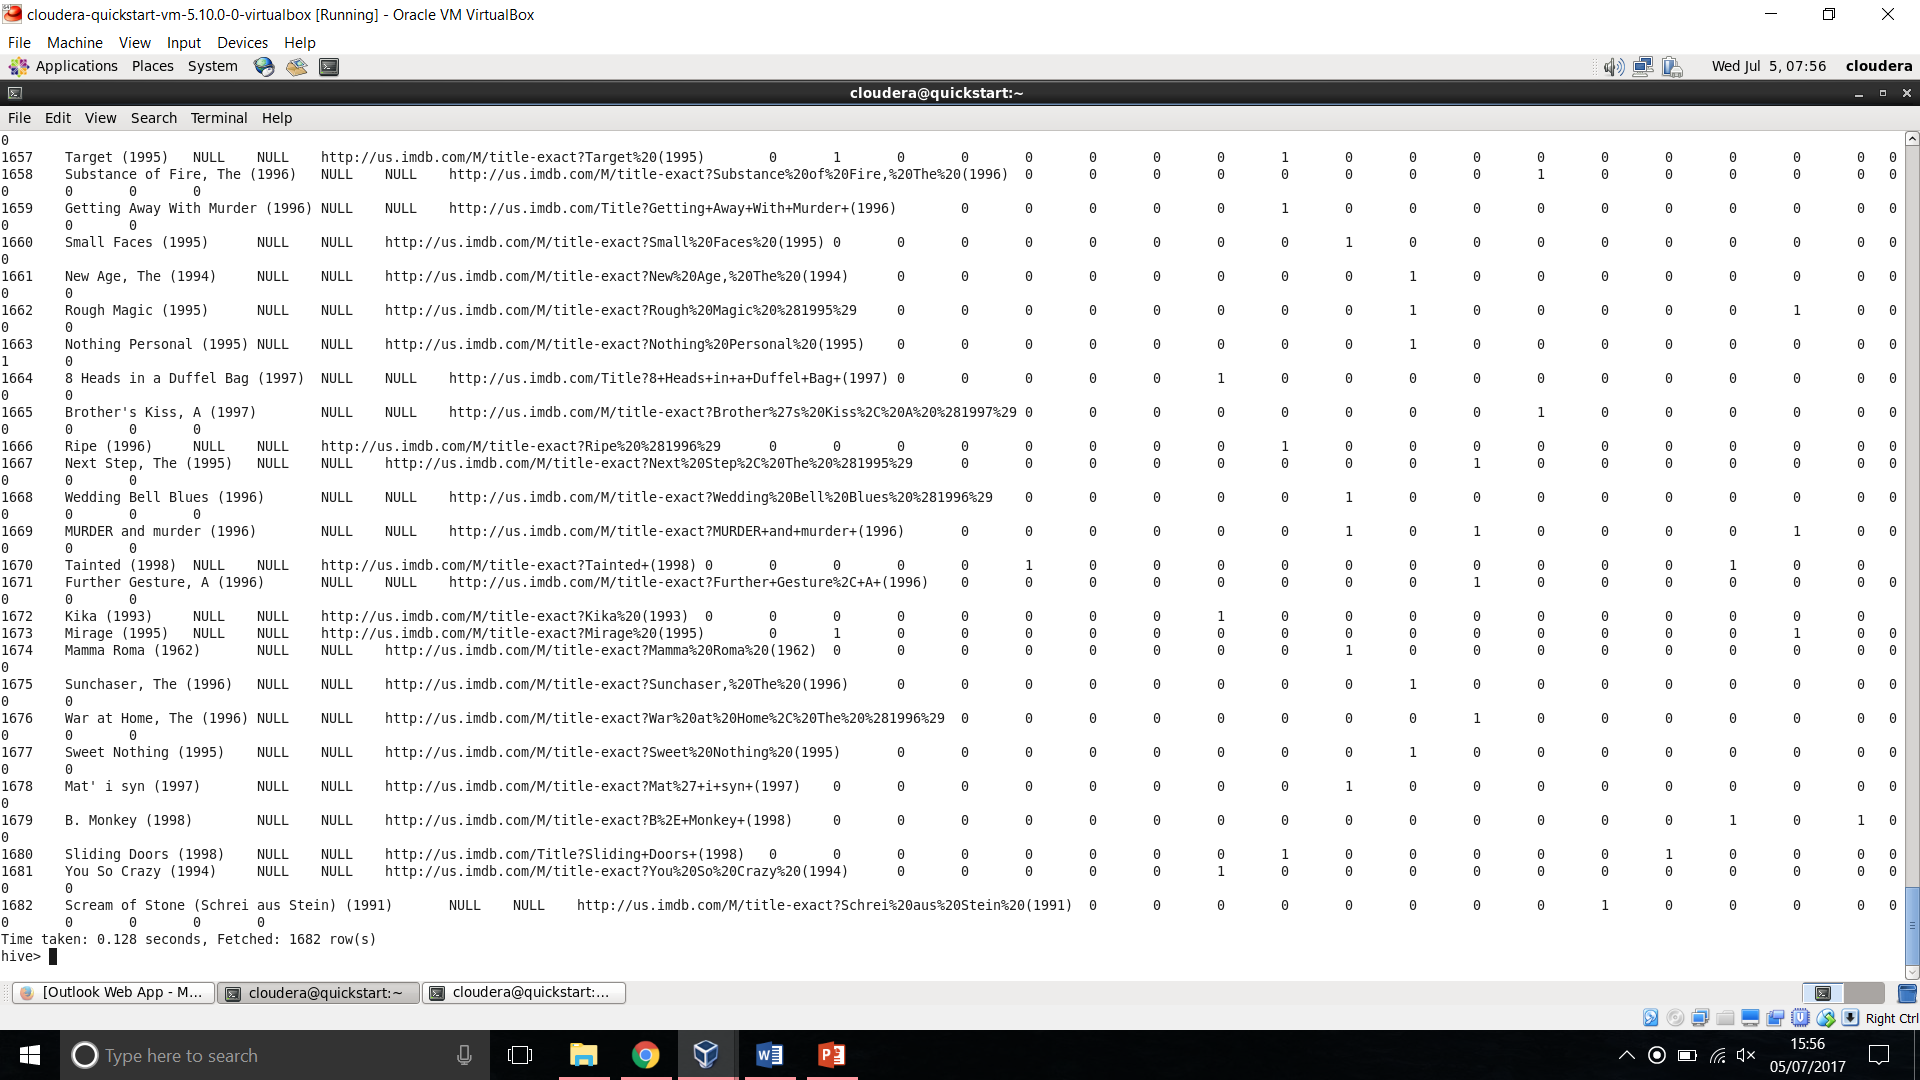 cloudera-quickstart-vm-5.10.0-0-virtualbox [Running] - Oracle VM VirtualBox
File Machine View Input Devices Help
Applications Places System Wed Jul 5, 07:56 cloudera
cloudera@quickstart:~
File Edit View Search Terminal Help
0
1657 Target (1995) NULL NULL http://us.imdb.com/M/title-exact?Target%20(1995) 0 1 0 0 0 0 0 0 1 0 0 0 0 0 0 0 0 0 0
1658 Substance of Fire, The (1996) NULL NULL http://us.imdb.com/M/title-exact?Substance%20of%20Fire,%20The%20(1996) 0 0 0 0 0 0 0 0 1 0 0 0 0 0 0
0 0 0 0
1659 Getting Away With Murder (1996) NULL NULL http://us.imdb.com/Title?Getting+Away+With+Murder+(1996) 0 0 0 0 0 1 0 0 0 0 0 0 0 0 0 0
0 0 0
1660 Small Faces (1995) NULL NULL http://us.imdb.com/M/title-exact?Small%20Faces%20(1995) 0 0 0 0 0 0 0 0 1 0 0 0 0 0 0 0 0 0
0
1661 New Age, The (1994) NULL NULL http://us.imdb.com/M/title-exact?New%20Age,%20The%20(1994) 0 0 0 0 0 0 0 0 1 0 0 0 0 0 0 0 0
0 0
1662 Rough Magic (1995) NULL NULL http://us.imdb.com/M/title-exact?Rough%20Magic%20%281995%29 0 0 0 0 0 0 0 0 1 0 0 0 0 0 1 0 0
0 0
1663 Nothing Personal (1995) NULL NULL http://us.imdb.com/M/title-exact?Nothing%20Personal%20(1995) 0 0 0 0 0 0 0 0 1 0 0 0 0 0 0 0 0
1 0
1664 8 Heads in a Duffel Bag (1997) NULL NULL http://us.imdb.com/Title?8+Heads+in+a+Duffel+Bag+(1997) 0 0 0 0 0 1 0 0 0 0 0 0 0 0 0 0 0
0 0
1665 Brother's Kiss, A (1997) NULL NULL http://us.imdb.com/M/title-exact?Brother%27s%20Kiss%2C%20A%20%281997%29 0 0 0 0 0 0 0 0 1 0 0 0 0 0 0
0 0 0 0
1666 Ripe (1996) NULL NULL http://us.imdb.com/M/title-exact?Ripe%20%281996%29 0 0 0 0 0 0 0 0 1 0 0 0 0 0 0 0 0 0 0
1667 Next Step, The (1995) NULL NULL http://us.imdb.com/M/title-exact?Next%20Step%2C%20The%20%281995%29 0 0 0 0 0 0 0 0 1 0 0 0 0 0 0 0
0 0 0
1668 Wedding Bell Blues (1996) NULL NULL http://us.imdb.com/M/title-exact?Wedding%20Bell%20Blues%20%281996%29 0 0 0 0 0 1 0 0 0 0 0 0 0 0 0
0 0 0 0
1669 MURDER and murder (1996) NULL NULL http://us.imdb.com/M/title-exact?MURDER+and+murder+(1996) 0 0 0 0 0 0 1 0 1 0 0 0 0 1 0 0
0 0 0
1670 Tainted (1998) NULL NULL http://us.imdb.com/M/title-exact?Tainted+(1998) 0 0 0 0 0 1 0 0 0 0 0 0 0 0 0 0 1 0 0
1671 Further Gesture, A (1996) NULL NULL http://us.imdb.com/M/title-exact?Further+Gesture%2C+A+(1996) 0 0 0 0 0 0 0 0 1 0 0 0 0 0 0 0
0 0 0
1672 Kika (1993) NULL NULL http://us.imdb.com/M/title-exact?Kika%20(1993) 0 0 0 0 0 0 0 0 1 0 0 0 0 0 0 0 0 0 0
1673 Mirage (1995) NULL NULL http://us.imdb.com/M/title-exact?Mirage%20(1995) 0 1 0 0 0 0 0 0 0 0 0 0 0 0 0 0 1 0 0
1674 Mamma Roma (1962) NULL NULL http://us.imdb.com/M/title-exact?Mamma%20Roma%20(1962) 0 0 0 0 0 0 0 0 1 0 0 0 0 0 0 0 0 0
0
1675 Sunchaser, The (1996) NULL NULL http://us.imdb.com/M/title-exact?Sunchaser,%20The%20(1996) 0 0 0 0 0 0 0 0 1 0 0 0 0 0 0 0 0
0 0
1676 War at Home, The (1996) NULL NULL http://us.imdb.com/M/title-exact?War%20at%20Home%2C%20The%20%281996%29 0 0 0 0 0 0 0 0 1 0 0 0 0 0 0 0
0 0 0
1677 Sweet Nothing (1995) NULL NULL http://us.imdb.com/M/title-exact?Sweet%20Nothing%20(1995) 0 0 0 0 0 0 0 0 1 0 0 0 0 0 0 0 0
0 0
1678 Mat' i syn (1997) NULL NULL http://us.imdb.com/M/title-exact?Mat%27+i+syn+(1997) 0 0 0 0 0 0 0 0 1 0 0 0 0 0 0 0 0 0
0
1679 B. Monkey (1998) NULL NULL http://us.imdb.com/M/title-exact?B%2E+Monkey+(1998) 0 0 0 0 0 0 0 0 0 0 0 0 0 0 1 0 1 0
0
1680 Sliding Doors (1998) NULL NULL http://us.imdb.com/Title?Sliding+Doors+(1998) 0 0 0 0 0 0 0 0 1 0 0 0 0 0 1 0 0 0 0
1681 You So Crazy (1994) NULL NULL http://us.imdb.com/M/title-exact?You%20So%20Crazy%20(1994) 0 0 0 0 0 1 0 0 0 0 0 0 0 0 0 0 0
0 0
1682 Scream of Stone (Schrei aus Stein) (1991) NULL NULL http://us.imdb.com/M/title-exact?Schrei%20aus%20Stein%20(1991) 0 0 0 0 0 0 0 0 1 0 0 0 0 0
0 0 0 0 0
Time taken: 0.128 seconds, Fetched: 1682 row(s)
hive>
[Outlook Web App - M... cloudera@quickstart:~ cloudera@quickstart:...
Right Ctrl
Type here to search
15:56
05/07/2017